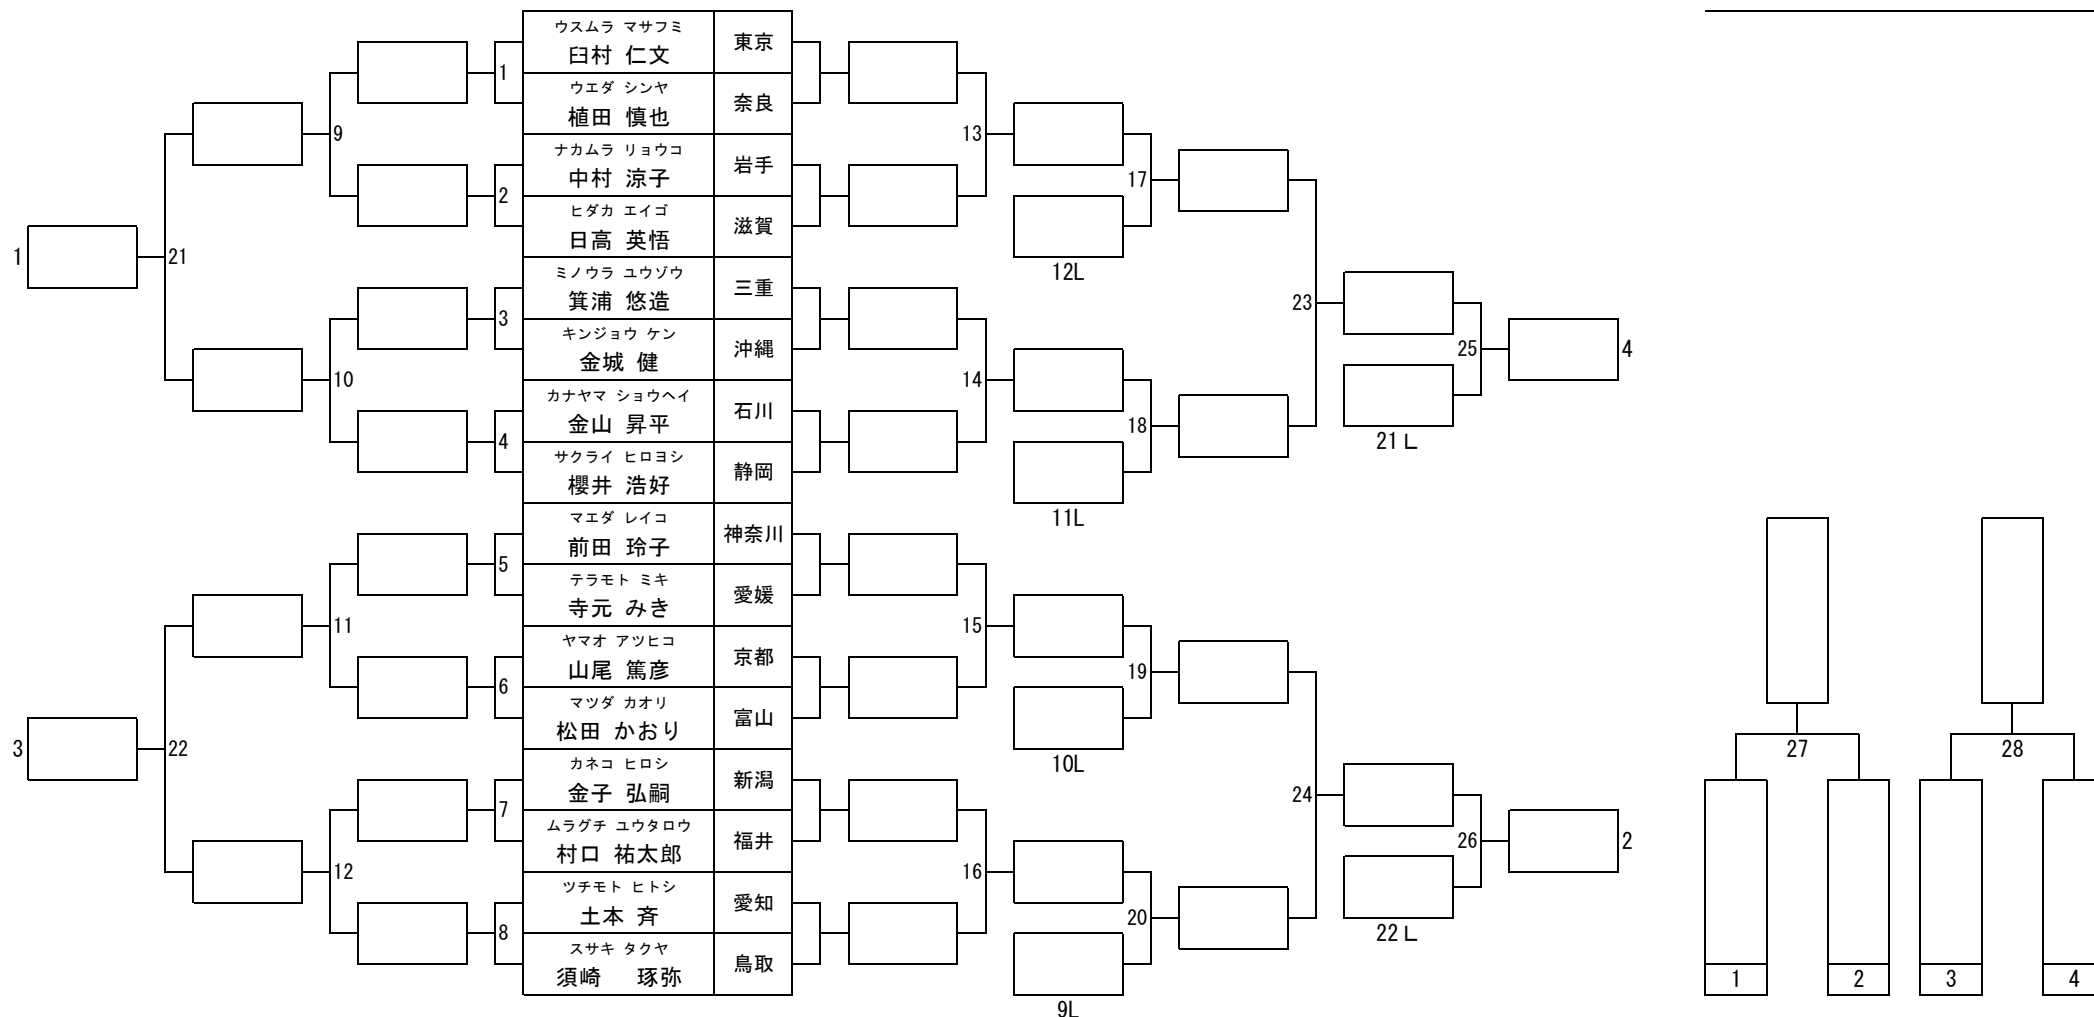 ウスムラ マサフミ
臼村 仁文
東京
ウエダ シンヤ
植田 慎也
奈良
ナカムラ リョウコ
中村 涼子
岩手
ヒダカ エイゴ
日高 英悟
滋賀
ミノウラ ユウゾウ
箕浦 悠造
三重
キンジョウ ケン
金城 健
沖縄
カナヤマ ショウヘイ
金山 昇平
石川
サクライ ヒロヨシ
櫻井 浩好
静岡
マエダ レイコ
前田 玲子
神奈川
テラモト ミキ
寺元 みき
愛媛
ヤマオ アツヒコ
山尾 篤彦
京都
マツダ カオリ
松田 かおり
富山
カネコ ヒロシ
金子 弘嗣
新潟
ムラグチ ユウタロウ
村口 祐太郎
福井
ツチモト ヒトシ
土本 斉
愛知
スサキ タクヤ
須崎 琢弥
鳥取
1
2
3
4
5
6
7
8
9
10
11
12
21
22
1
3
13
14
15
16
17
12L
18
11L
19
10L
20
9L
23
24
25
21 L
26
22 L
4
2
27
28
1
2
3
4